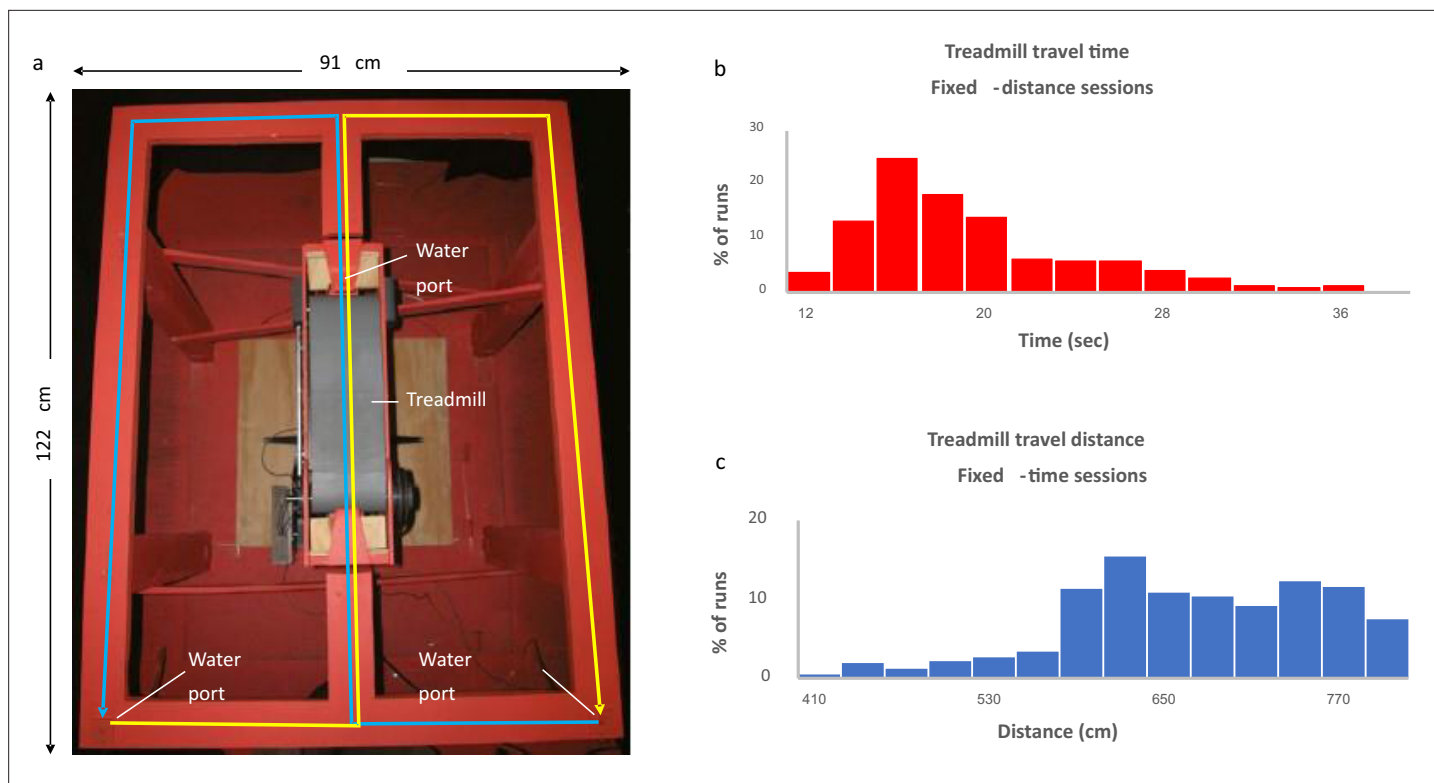 a
91 cm
122 cm
Water
port
Treadmill
Water
port
Water
port
b
Treadmill travel time
Fixed -distance sessions
30
20
10
0
% of runs
12 20 28 36
Time (sec)
c
Treadmill travel distance
Fixed -time sessions
20
10
0
% of runs
410 530 650 770
Distance (cm)